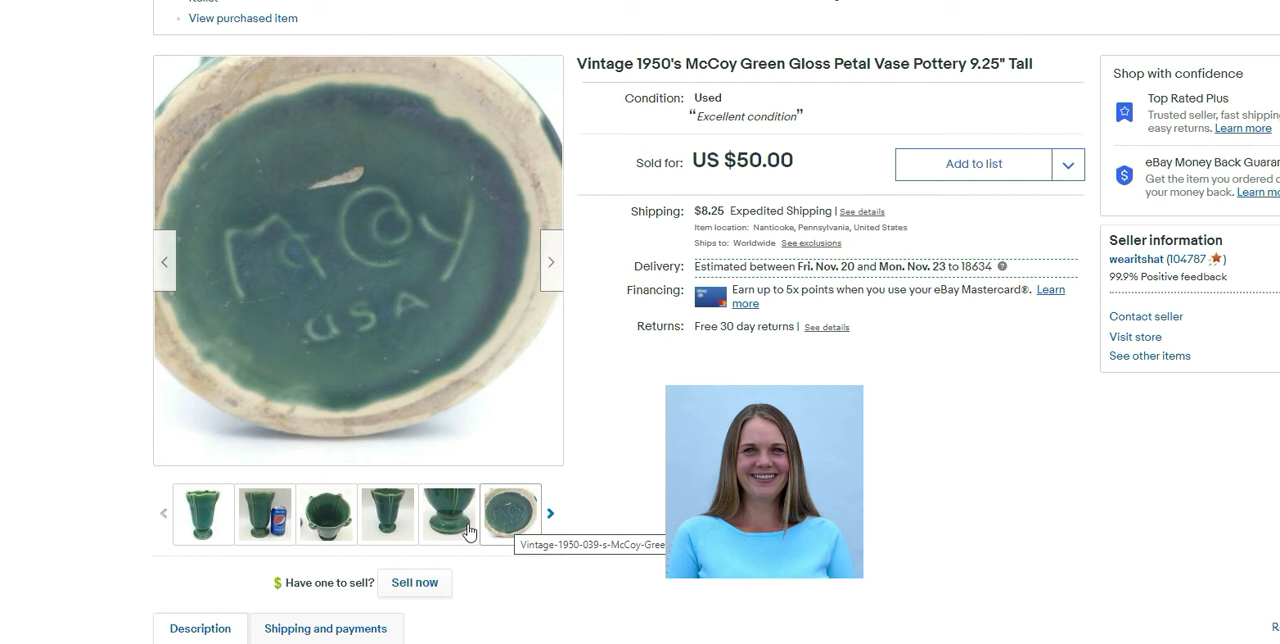 View purchased item
Vintage 1950's McCoy Green Gloss Petal Vase Pottery 9.25" Tall
Condition: Used
“Excellent condition”
Sold for: US $50.00
Add to list
Shipping: $8.25 Expedited Shipping | See details
Item location: Nanticoke, Pennsylvania, United States
Ships to: Worldwide See exclusions
Delivery: Estimated between Fri. Nov. 20 and Mon. Nov. 23 to 18634
Financing: Earn up to 5x points when you use your eBay Mastercard®. Learn
more
Returns: Free 30 day returns | See details
Shop with confidence
Top Rated Plus
Trusted seller, fast shipping
easy returns. Learn more
eBay Money Back Guaran
Get the item you ordered o
your money back. Learn mo
Seller information
wearitshat (104787)
99.9% Positive feedback
Contact seller
Visit store
See other items
McCoy
USA
Vintage-1950-039-s-McCoy-Gree
$ Have one to sell? Sell now
Description
Shipping and payments